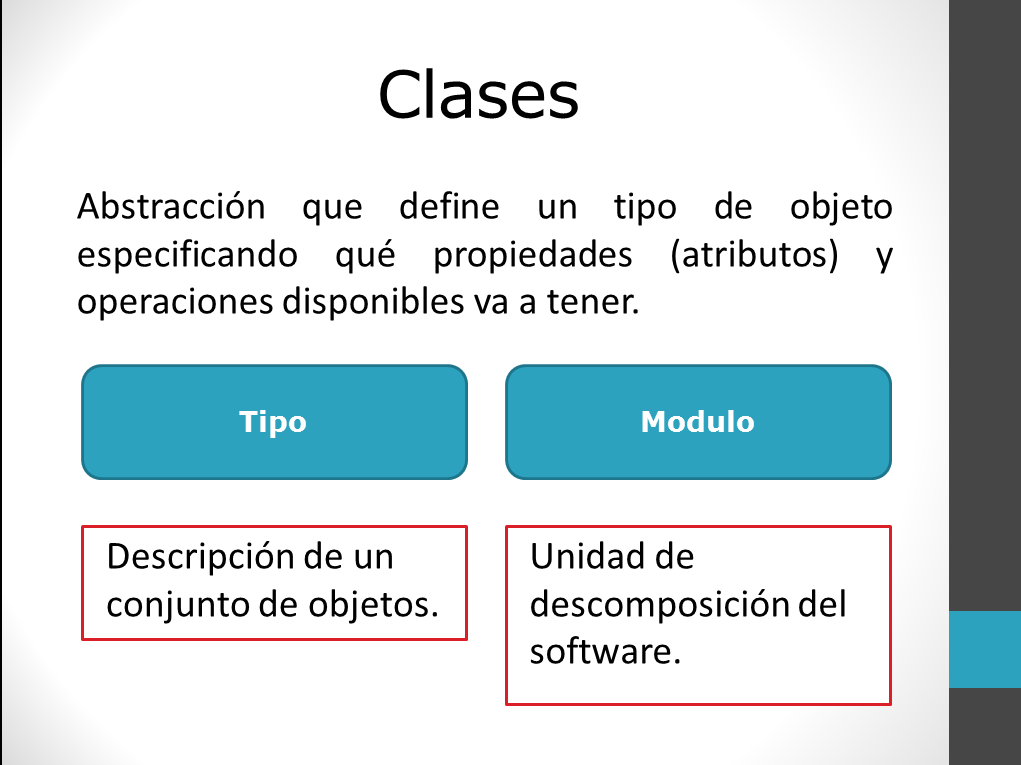 Clases
Abstracción que define un tipo de objeto
especificando qué propiedades (atributos) y
operaciones disponibles va a tener.
Tipo
Modulo
Descripción de un
conjunto de objetos.
Unidad de
descomposición del
software.